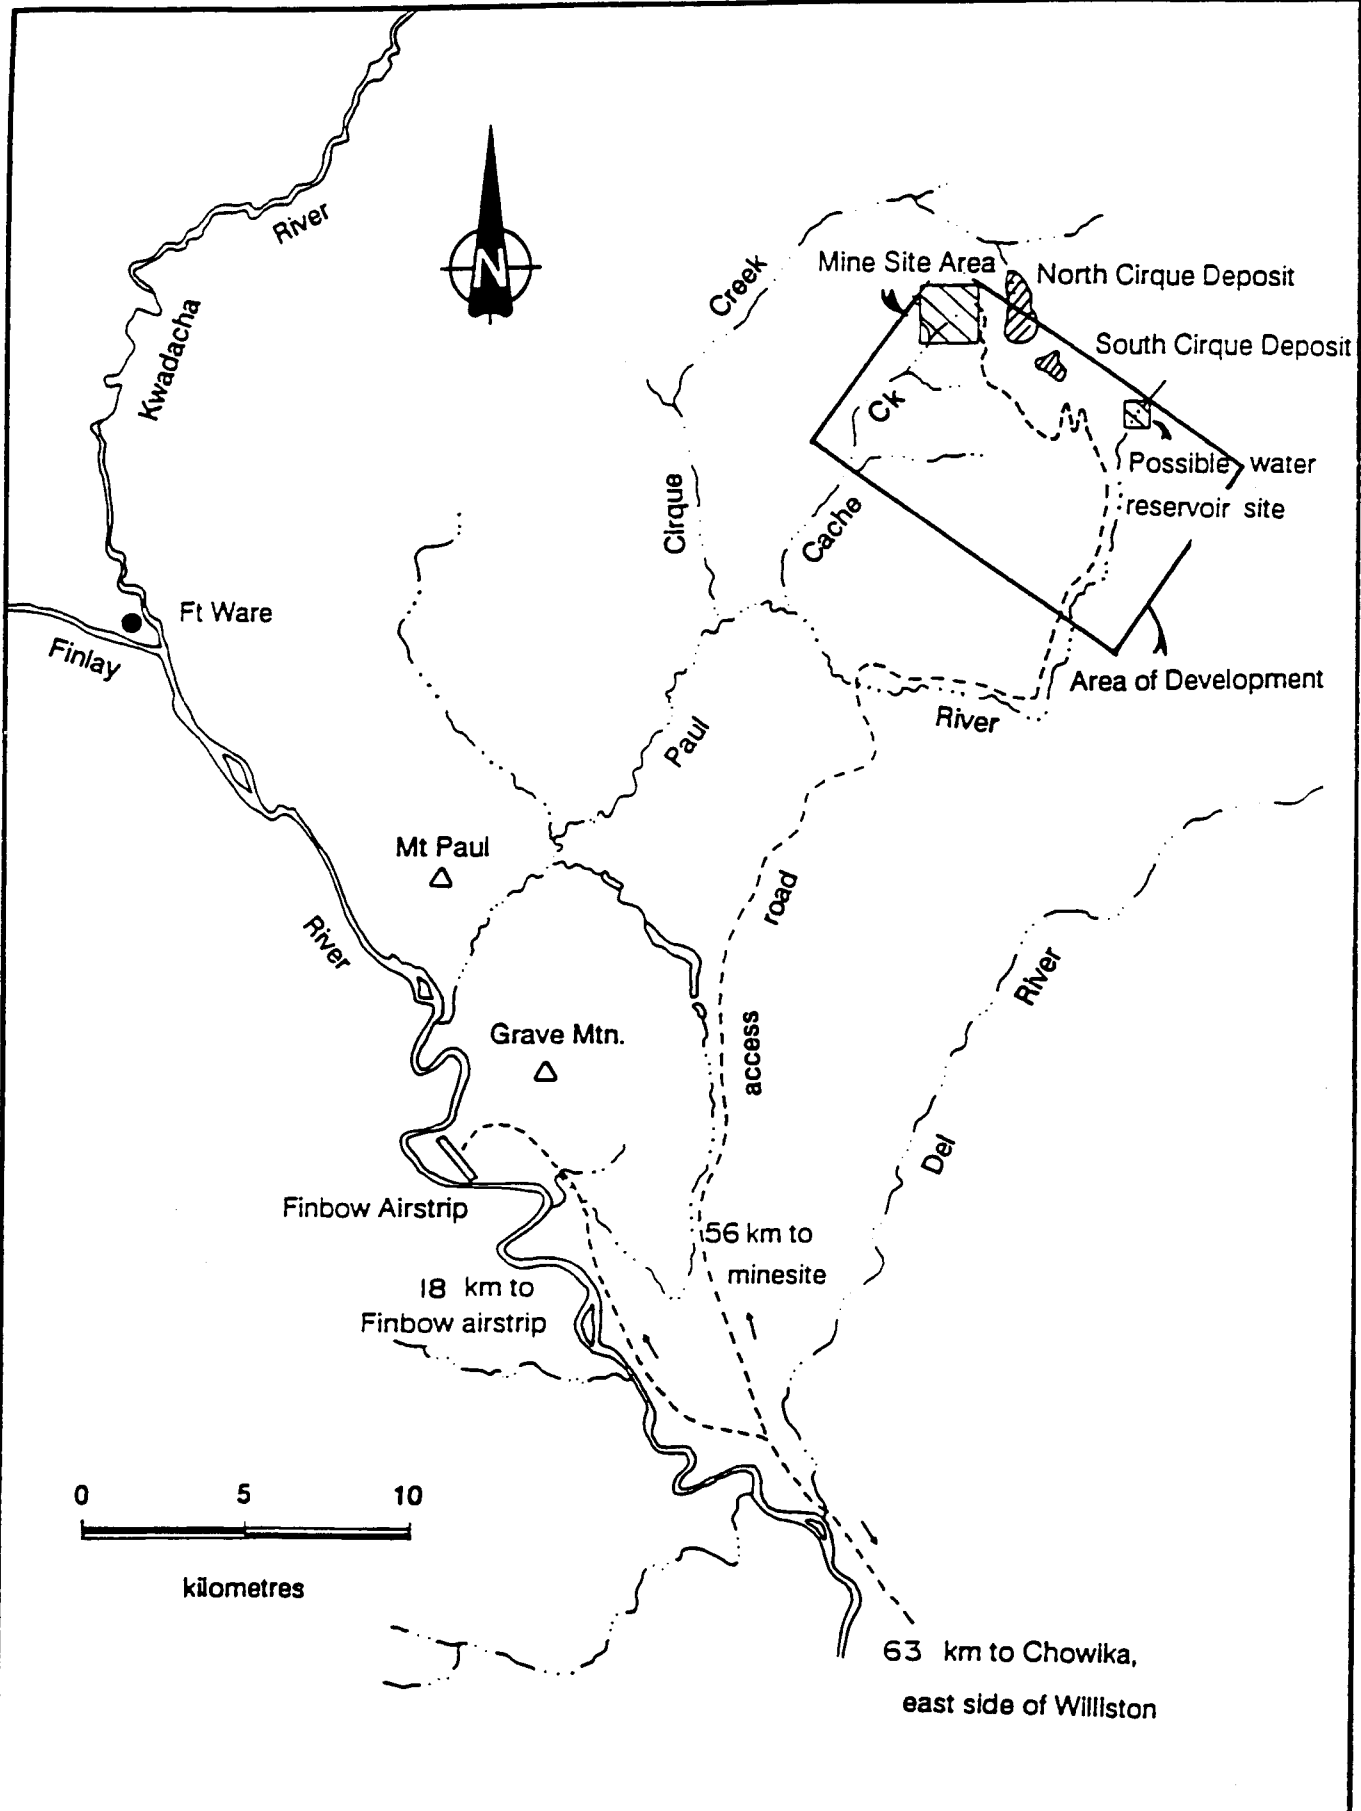 River
Kwadacha
N
Creek
Mine Site Area
North Cirque Deposit
South Cirque Deposit
Ck
Possible water
reservoir site
Cirque
Cache
Ft Ware
Finlay
Area of Development
River
Paul
Mt Paul
road
River
River
access
Grave Mtn.
Del
Finbow Airstrip
56 km to
minesite
18 km to
Finbow airstrip
0 5 10
kilometres
63 km to Chowika,
east side of Williston